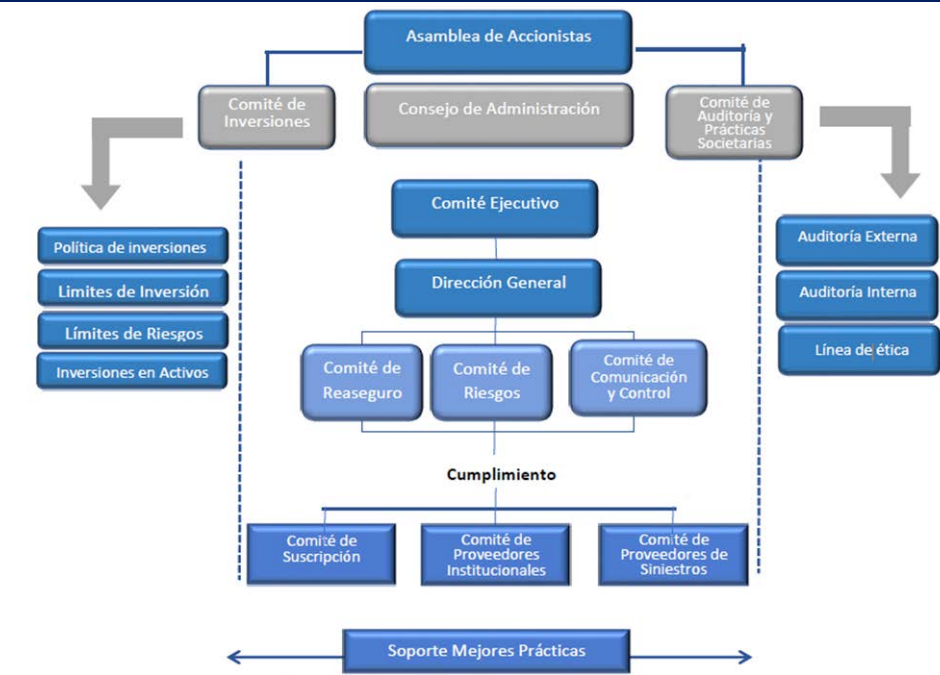 Asamblea de Accionistas
Comité de
Inversiones
Consejo de Administración
Comité de
Auditoría y
Prácticas
Societarias
Comité Ejecutivo
Política de inversiones
Limites de Inversión
Límites de Riesgos
Inversiones en Activos
Auditoría Externa
Auditoría Interna
Línea de ética
Dirección General
Comité de
Reaseguro
Comité de
Riesgos
Comité de
Comunicación
y Control
Cumplimiento
Comité de
Suscripción
Comité de
Proveedores
Institucionales
Comité de
Proveedores de
Siniestros
Soporte Mejores Prácticas